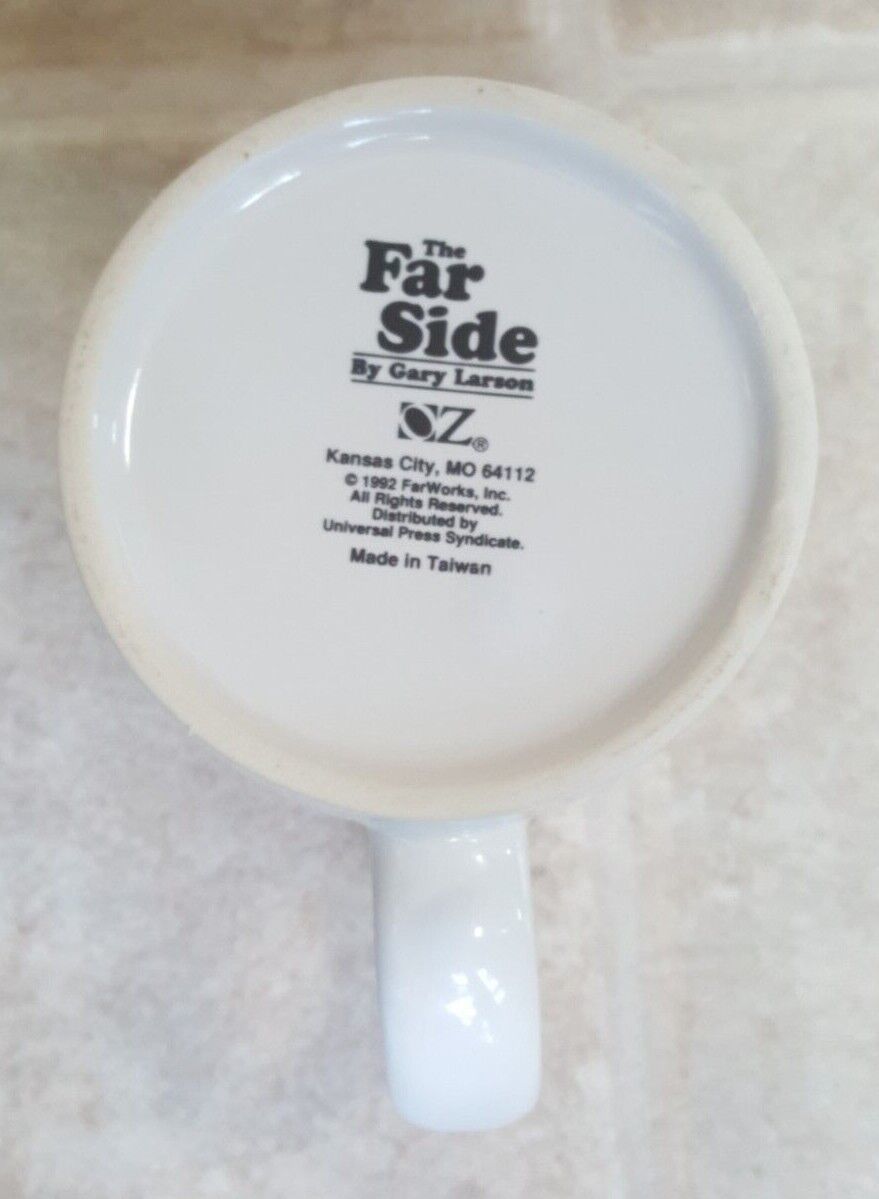 The
Far
Side
By Gary Larson
OZ®
Kansas City, MO 64112
© 1992 FarWorks, Inc.
All Rights Reserved.
Distributed by
Universal Press Syndicate.
Made in Taiwan